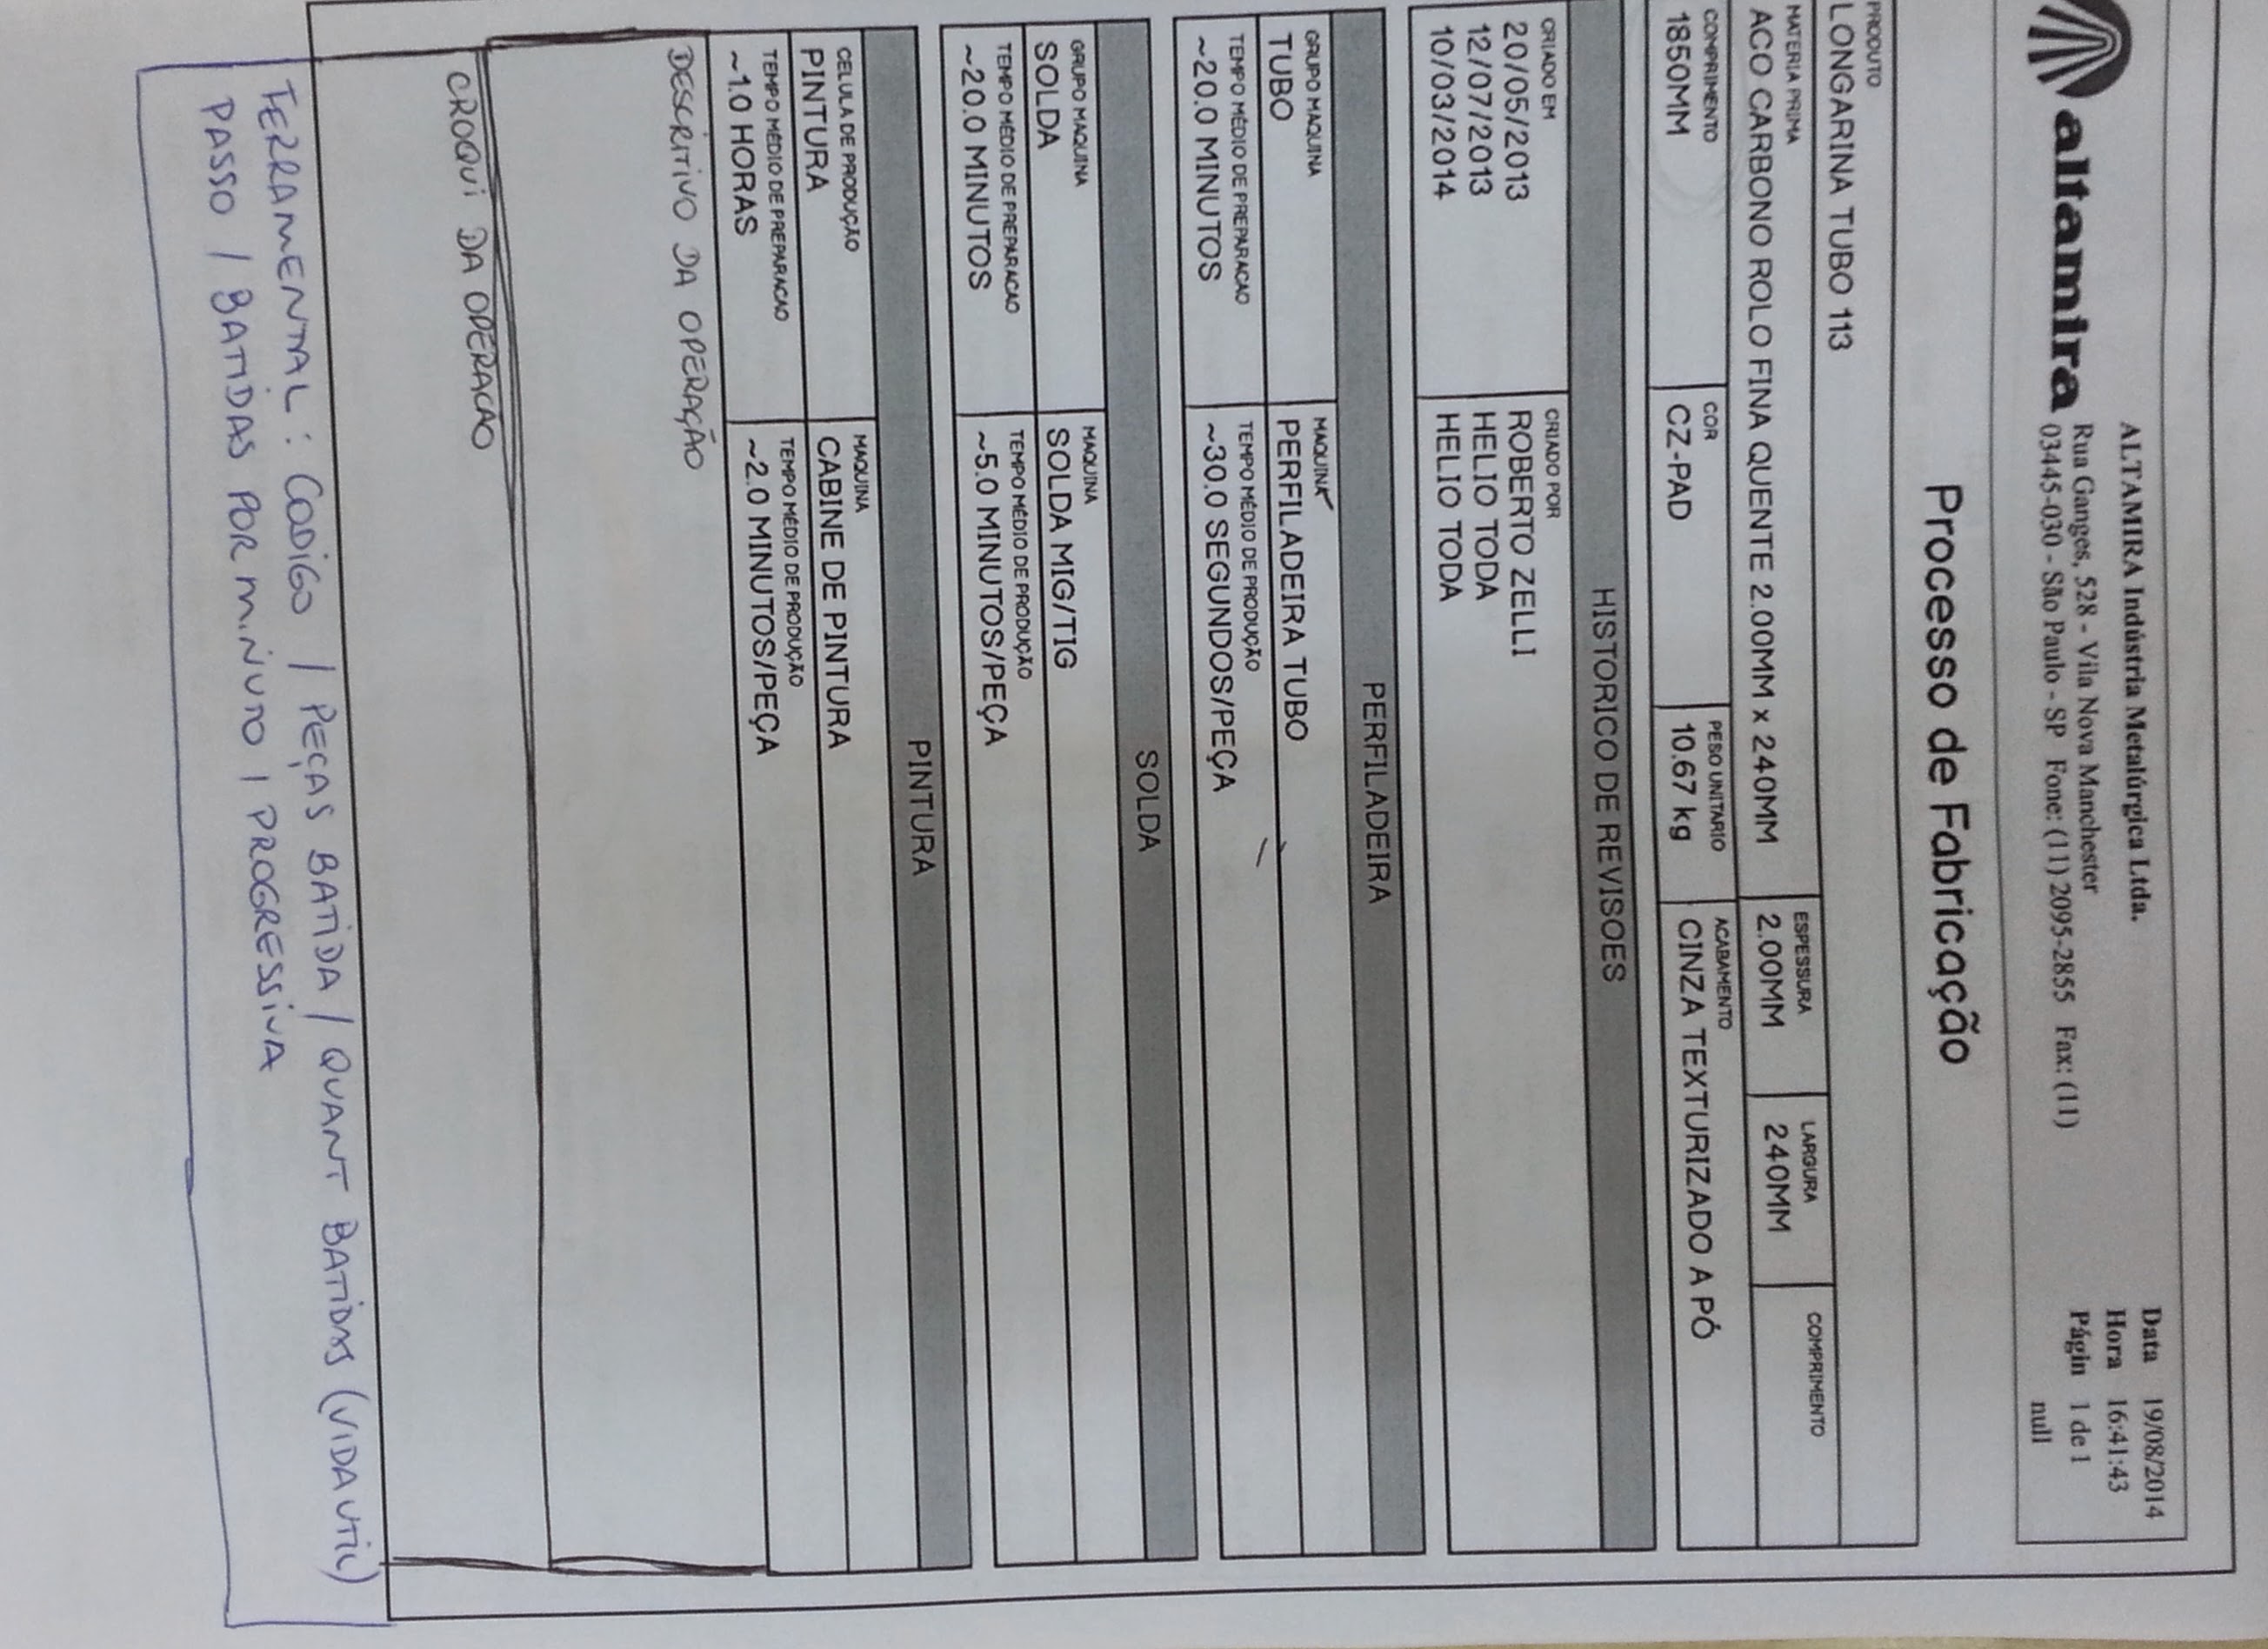 altamira
ALTAMIRA Indústria Metalúrgica Ltda.
Rua Ganges, 528 - Vila Nova Manchester
03445-030 - São Paulo - SP Fone: (11) 2095-2855 Fax: (11)
Data 19/08/2014
Hora 16:41:43
Págin 1 de 1
null
Processo de Fabricação
PRODUTO
LONGARINA TUBO 113
MATERIA PRIMA
ACO CARBONO ROLO FINA QUENTE 2.00MM x 240MM
ESPESSURA
2.00MM
LARGURA
240MM
COMPRIMENTO
COMPRIMENTO
1850MM
COR
CZ-PAD
PESO UNITARIO
10.67 kg
ACABAMENTO
CINZA TEXTURIZADO A PÓ
HISTORICO DE REVISOES
CRIADO EM CRIADO POR
20/05/2013 ROBERTO ZELLI
12/07/2013 HELIO TODA
10/03/2014 HELIO TODA
PERFILADEIRA
GRUPO MAQUINA
TUBO
MAQUINA
PERFILADEIRA TUBO
TEMPO MÉDIO DE PREPARACAO
~20.0 MINUTOS
TEMPO MÉDIO DE PRODUÇÃO
~30.0 SEGUNDOS/PEÇA
SOLDA
GRUPO MAQUINA
SOLDA
MAQUINA
SOLDA MIG/TIG
TEMPO MÉDIO DE PREPARACAO
~20.0 MINUTOS
TEMPO MÉDIO DE PRODUÇÃO
~5.0 MINUTOS/PEÇA
PINTURA
CELULA DE PRODUÇÃO
PINTURA
MAQUINA
CABINE DE PINTURA
TEMPO MÉDIO DE PREPARACAO
~1.0 HORAS
TEMPO MÉDIO DE PRODUÇÃO
~2.0 MINUTOS/PEÇA
DESCRITIVO DA OPERAÇÃO
CROQUI DA OPERACAO
FERRAMENTAL : CODIGO / PEÇAS BATIDA / QUANT BATIDAS (VIDA UTIL)
PASSO / BATIDAS POR MINUTO / PROGRESSIVA